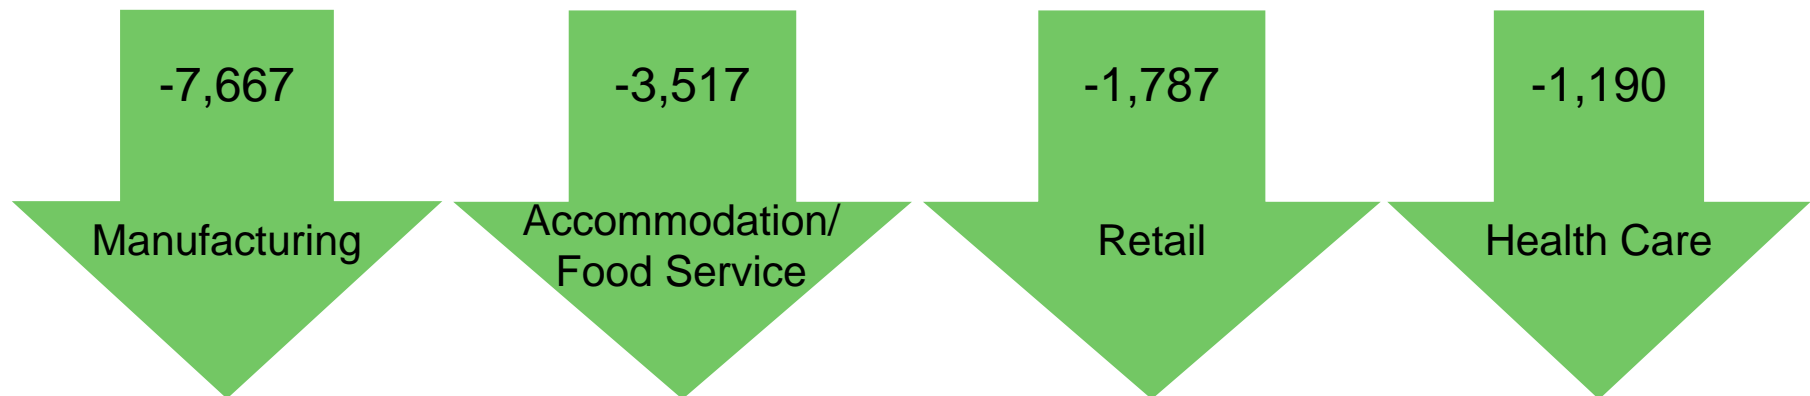 -7,667
Manufacturing
-3,517
Accommodation/
Food Service
-1,787
Retail
-1,190
Health Care